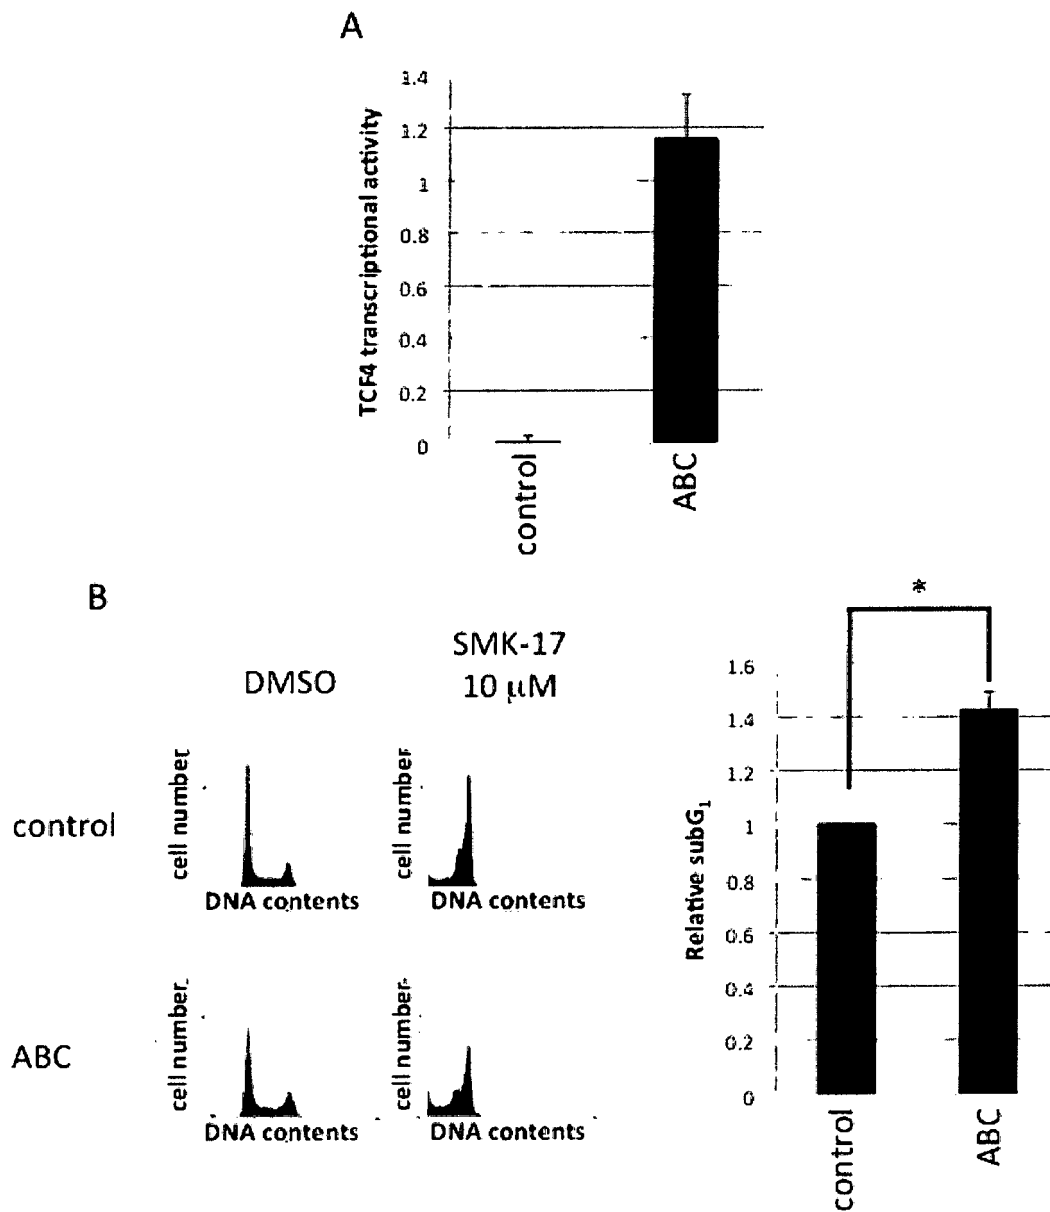 A
TCF4 transcriptional activity
1.4
1.2
1
0.8
0.6
0.4
0.2
0
control
ABC
B
DMSO
SMK-17
10 μM
control
cell number
DNA contents
cell number
DNA contents
ABC
cell number
DNA contents
cell number
DNA contents
*
Relative subG₁
1.6
1.4
1.2
1
0.8
0.6
0.4
0.2
0
control
ABC